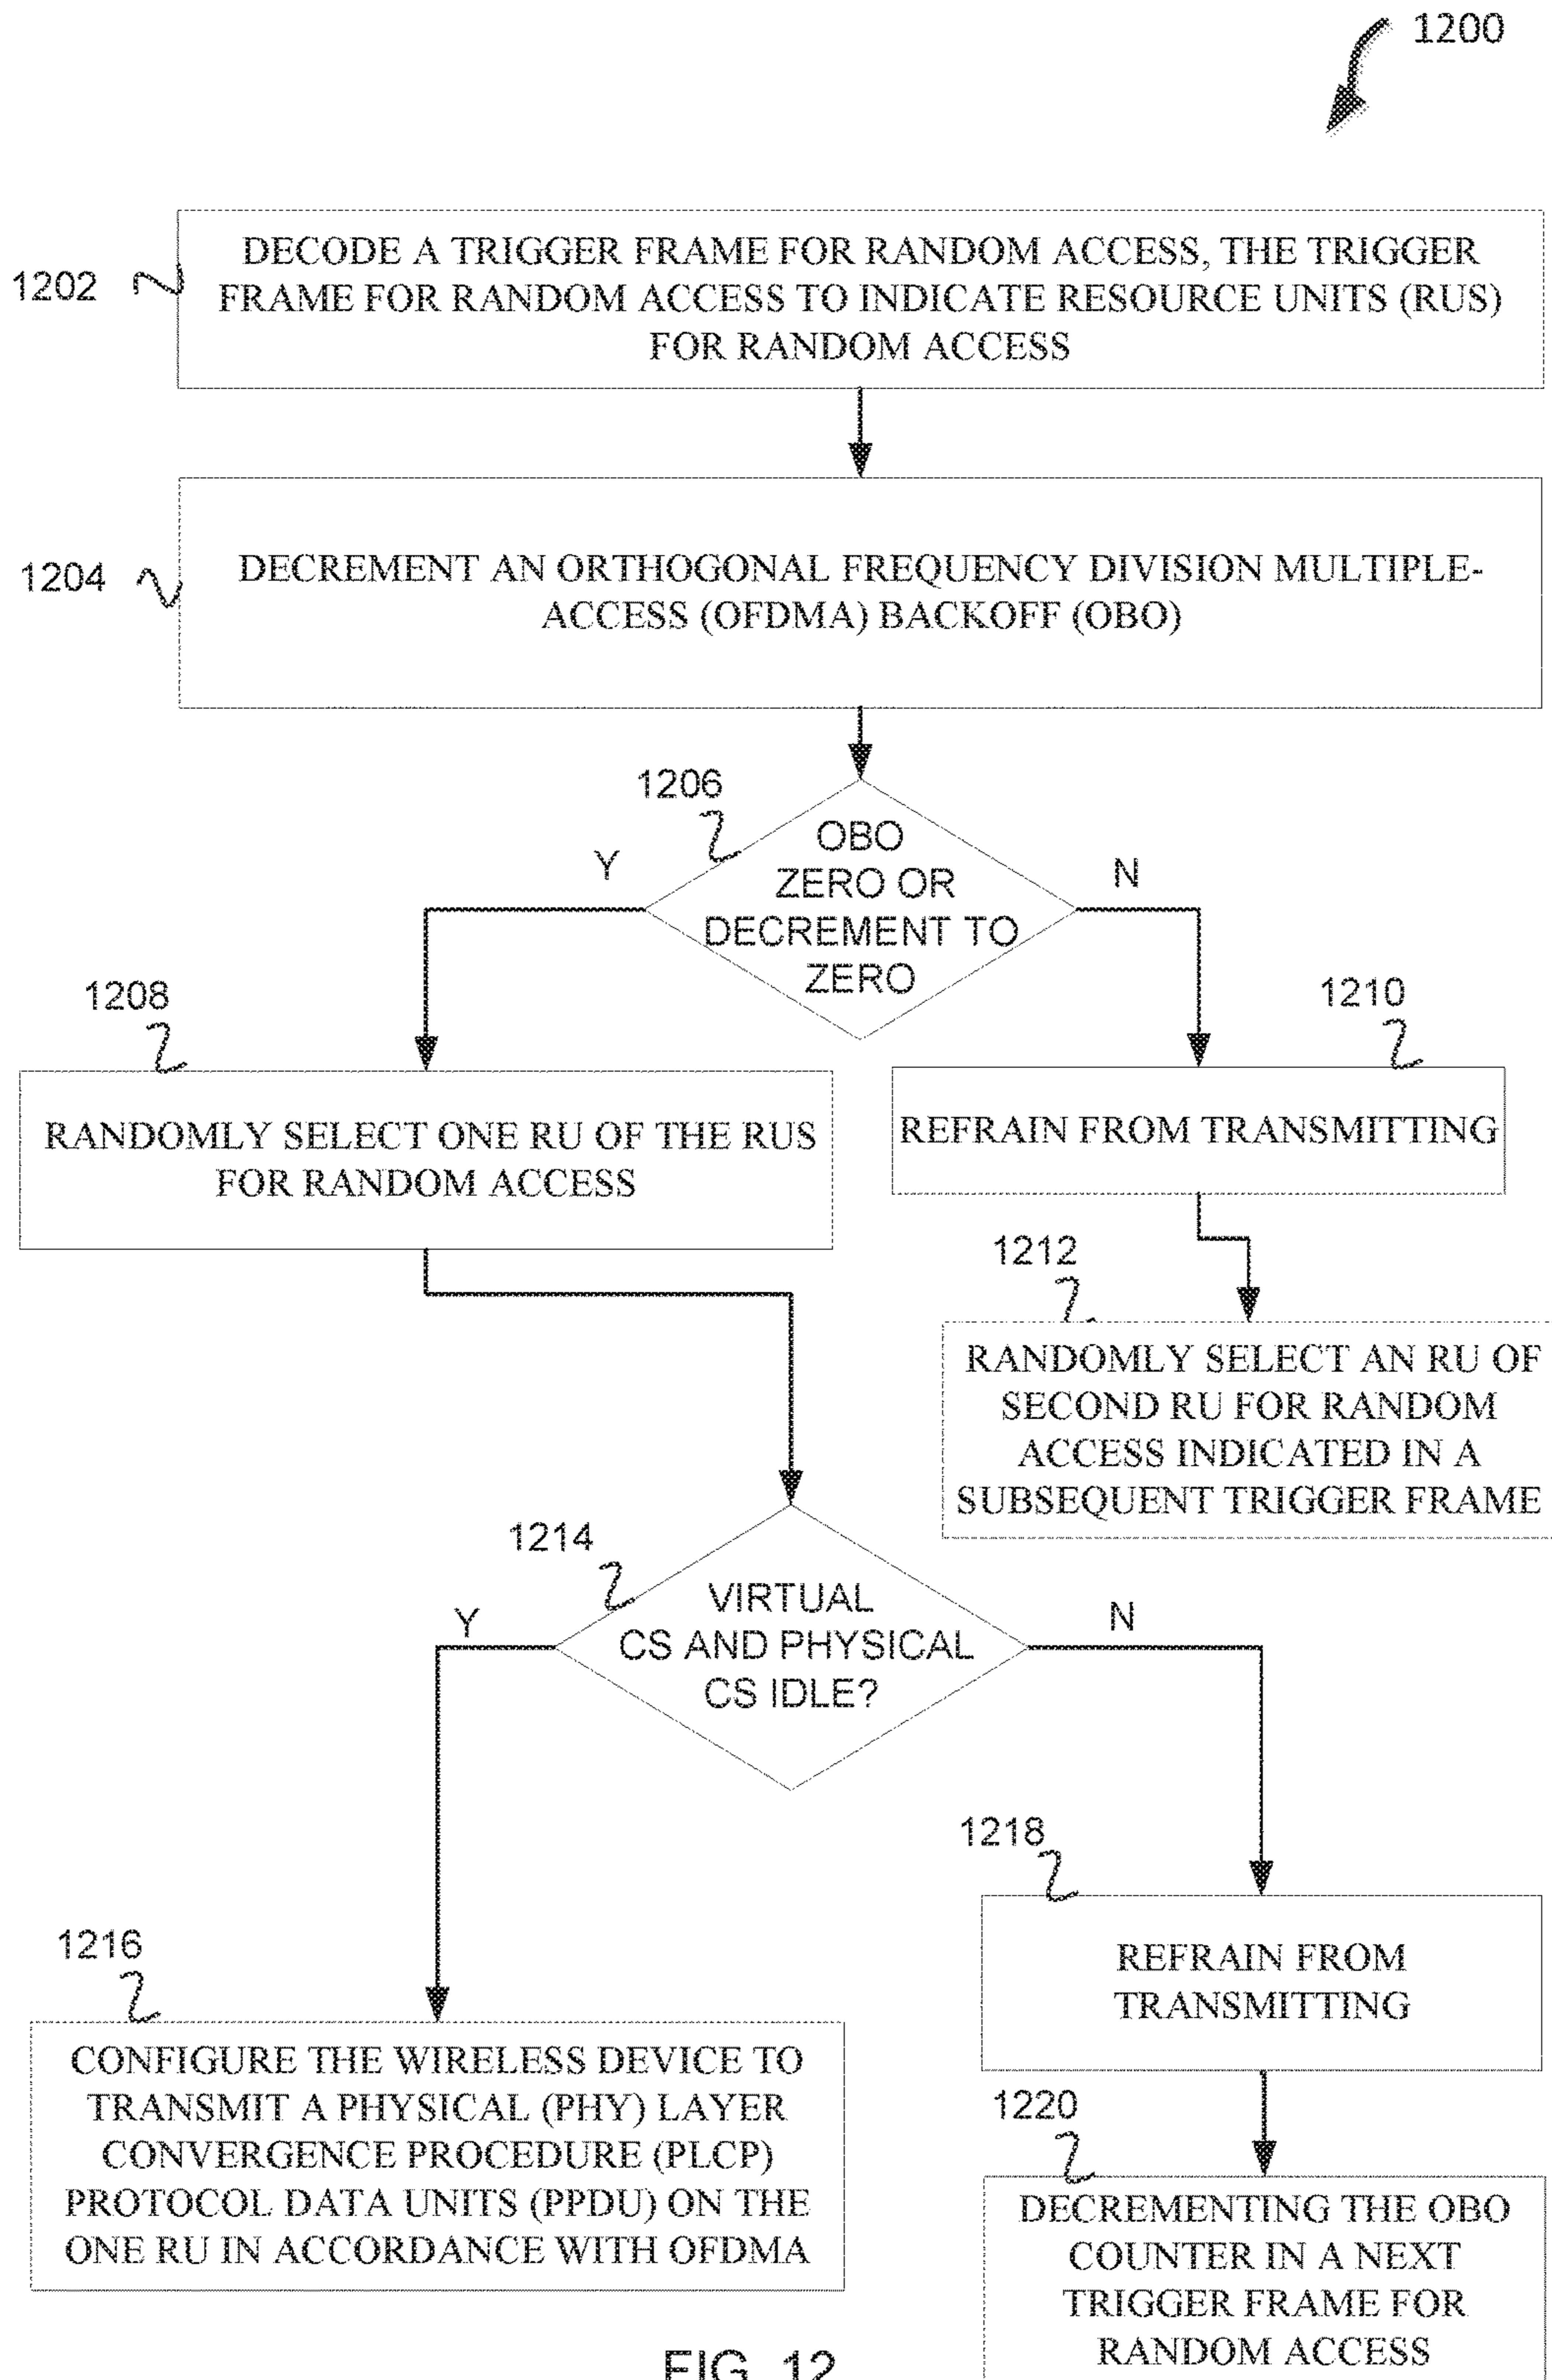 1200
1202
DECODE A TRIGGER FRAME FOR RANDOM ACCESS, THE TRIGGER
FRAME FOR RANDOM ACCESS TO INDICATE RESOURCE UNITS (RUS)
FOR RANDOM ACCESS
1204
DECREMENT AN ORTHOGONAL FREQUENCY DIVISION MULTIPLE-
ACCESS (OFDMA) BACKOFF (OBO)
1206
OBO
ZERO OR
DECREMENT TO
ZERO
Y
N
1208
RANDOMLY SELECT ONE RU OF THE RUS
FOR RANDOM ACCESS
1210
REFRAIN FROM TRANSMITTING
1212
RANDOMLY SELECT AN RU OF
SECOND RU FOR RANDOM
ACCESS INDICATED IN A
SUBSEQUENT TRIGGER FRAME
1214
VIRTUAL
CS AND PHYSICAL
CS IDLE?
Y
N
1216
CONFIGURE THE WIRELESS DEVICE TO
TRANSMIT A PHYSICAL (PHY) LAYER
CONVERGENCE PROCEDURE (PLCP)
PROTOCOL DATA UNITS (PPDU) ON THE
ONE RU IN ACCORDANCE WITH OFDMA
1218
REFRAIN FROM
TRANSMITTING
1220
DECREMENTING THE OBO
COUNTER IN A NEXT
TRIGGER FRAME FOR
RANDOM ACCESS
FIG. 12